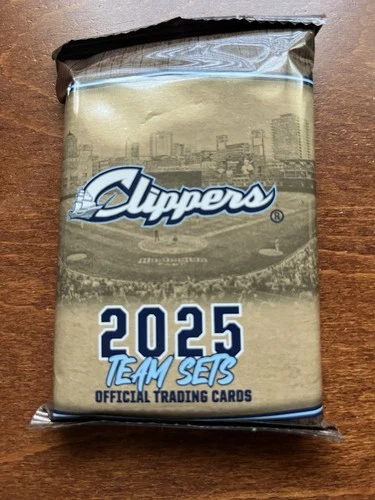 Clippers ®
2025
TEAM SETS
OFFICIAL TRADING CARDS